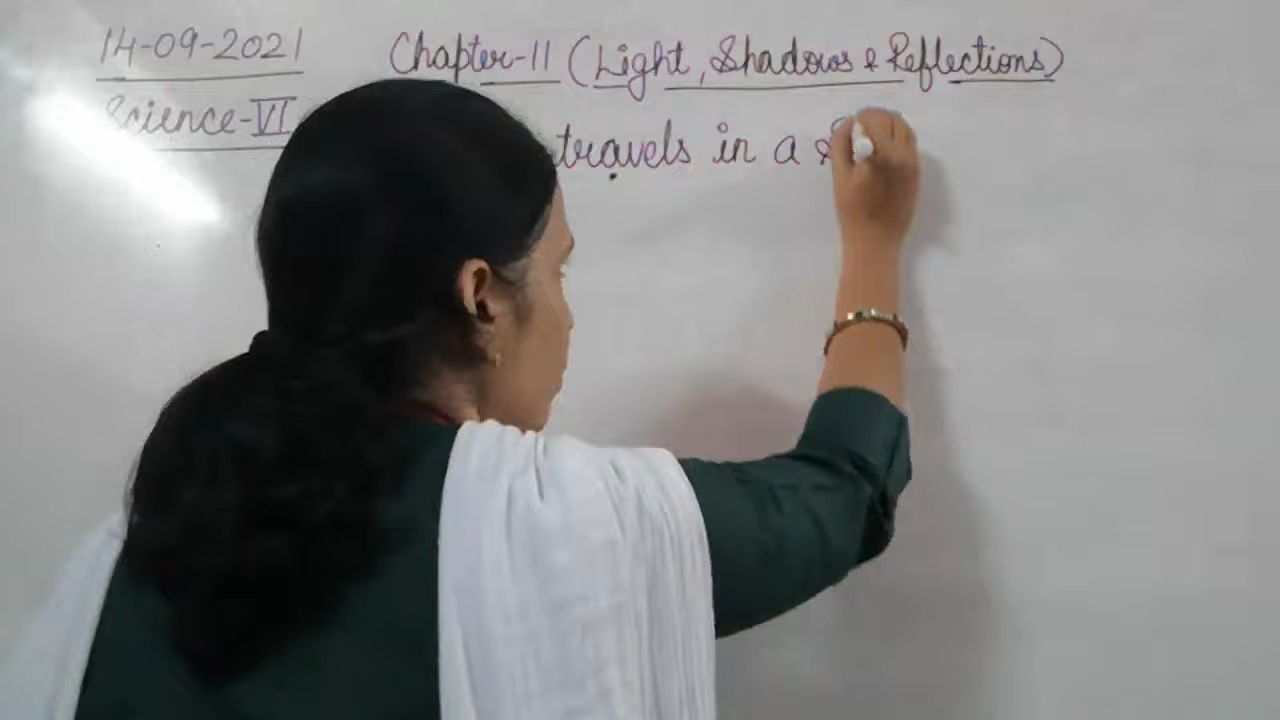 14-09-2021
Chapter-11 (Light, Shadows & Reflections)
Science-VI
travels in a